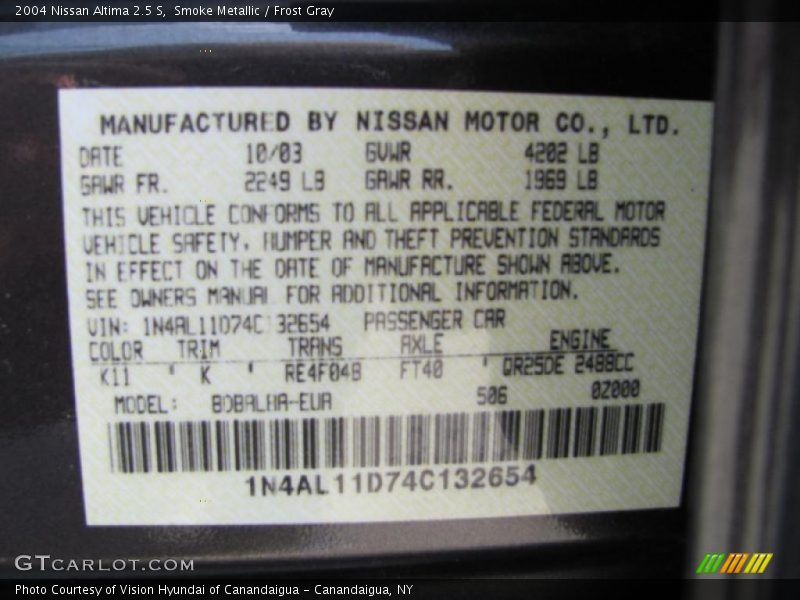 2004 Nissan Altima 2.5 S, Smoke Metallic / Frost Gray
MANUFACTURED BY NISSAN MOTOR CO., LTD.
DATE 10/03 GVWR 4202 LB
GAWR FR. 2249 LB GAWR RR. 1969 LB
THIS VEHICLE CONFORMS TO ALL APPLICABLE FEDERAL MOTOR
VEHICLE SAFETY, BUMPER AND THEFT PREVENTION STANDARDS
IN EFFECT ON THE DATE OF MANUFACTURE SHOWN ABOVE.
SEE OWNERS MANUAL FOR ADDITIONAL INFORMATION.
VIN: 1N4AL11D74C132654 PASSENGER CAR
COLOR TRIM TRANS AXLE ENGINE
K11 ' K ' RE4F04B FT40 ' QR25DE 2488CC
MODEL: 506 0Z000
1N4AL11D74C132654
GTCARLOT.COM
Photo Courtesy of Vision Hyundai of Canandaigua - Canandaigua, NY